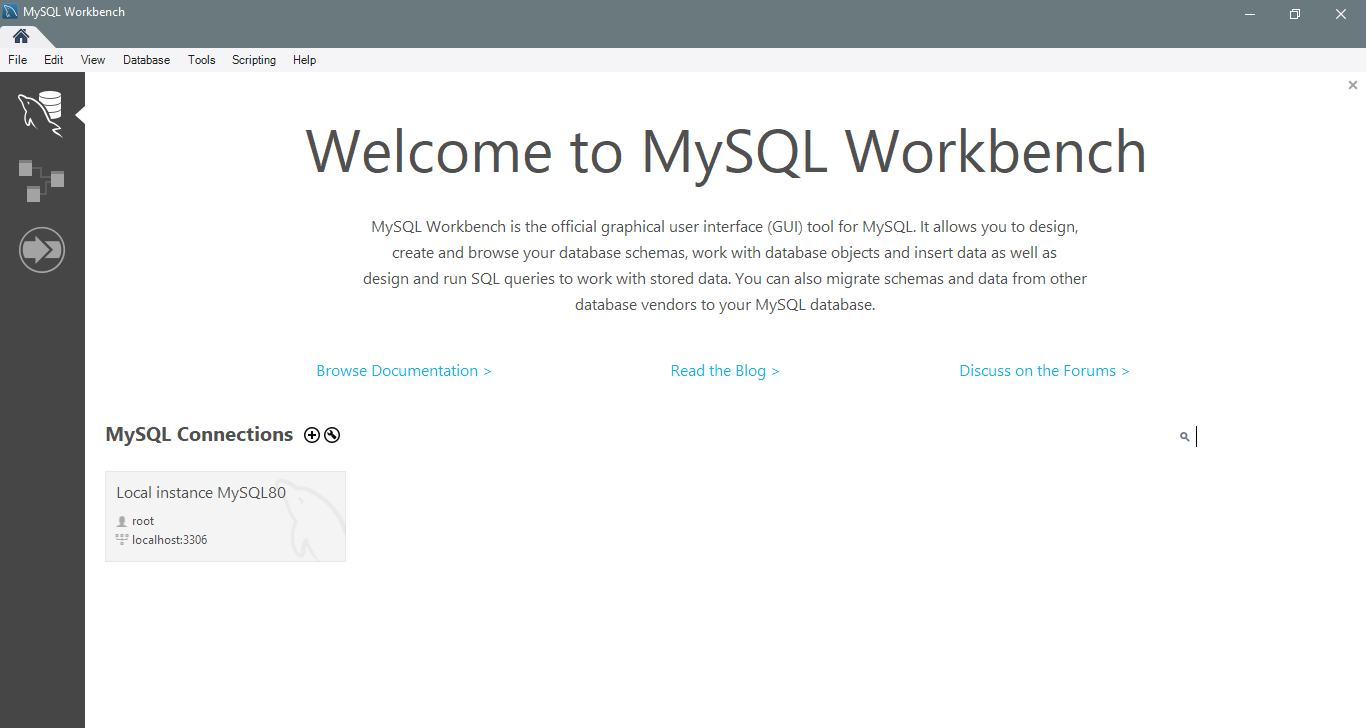 MySQL Workbench
File Edit View Database Tools Scripting Help
Welcome to MySQL Workbench
MySQL Workbench is the official graphical user interface (GUI) tool for MySQL. It allows you to design,
create and browse your database schemas, work with database objects and insert data as well as
design and run SQL queries to work with stored data. You can also migrate schemas and data from other
database vendors to your MySQL database.
Browse Documentation > Read the Blog > Discuss on the Forums >
MySQL Connections
Local instance MySQL80
root
localhost:3306